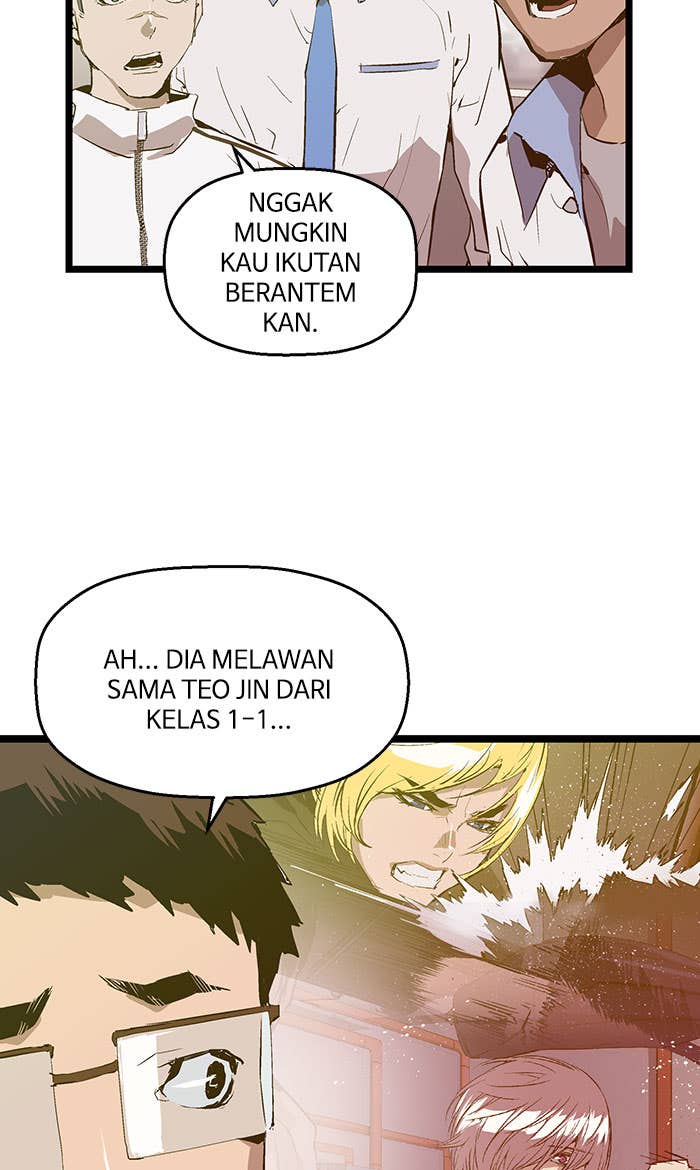 NGGAK
MUNGKIN
KAU IKUTAN
BERANTEM
KAN.
AH... DIA MELAWAN
SAMA TEO JIN DARI
KELAS 1-1...